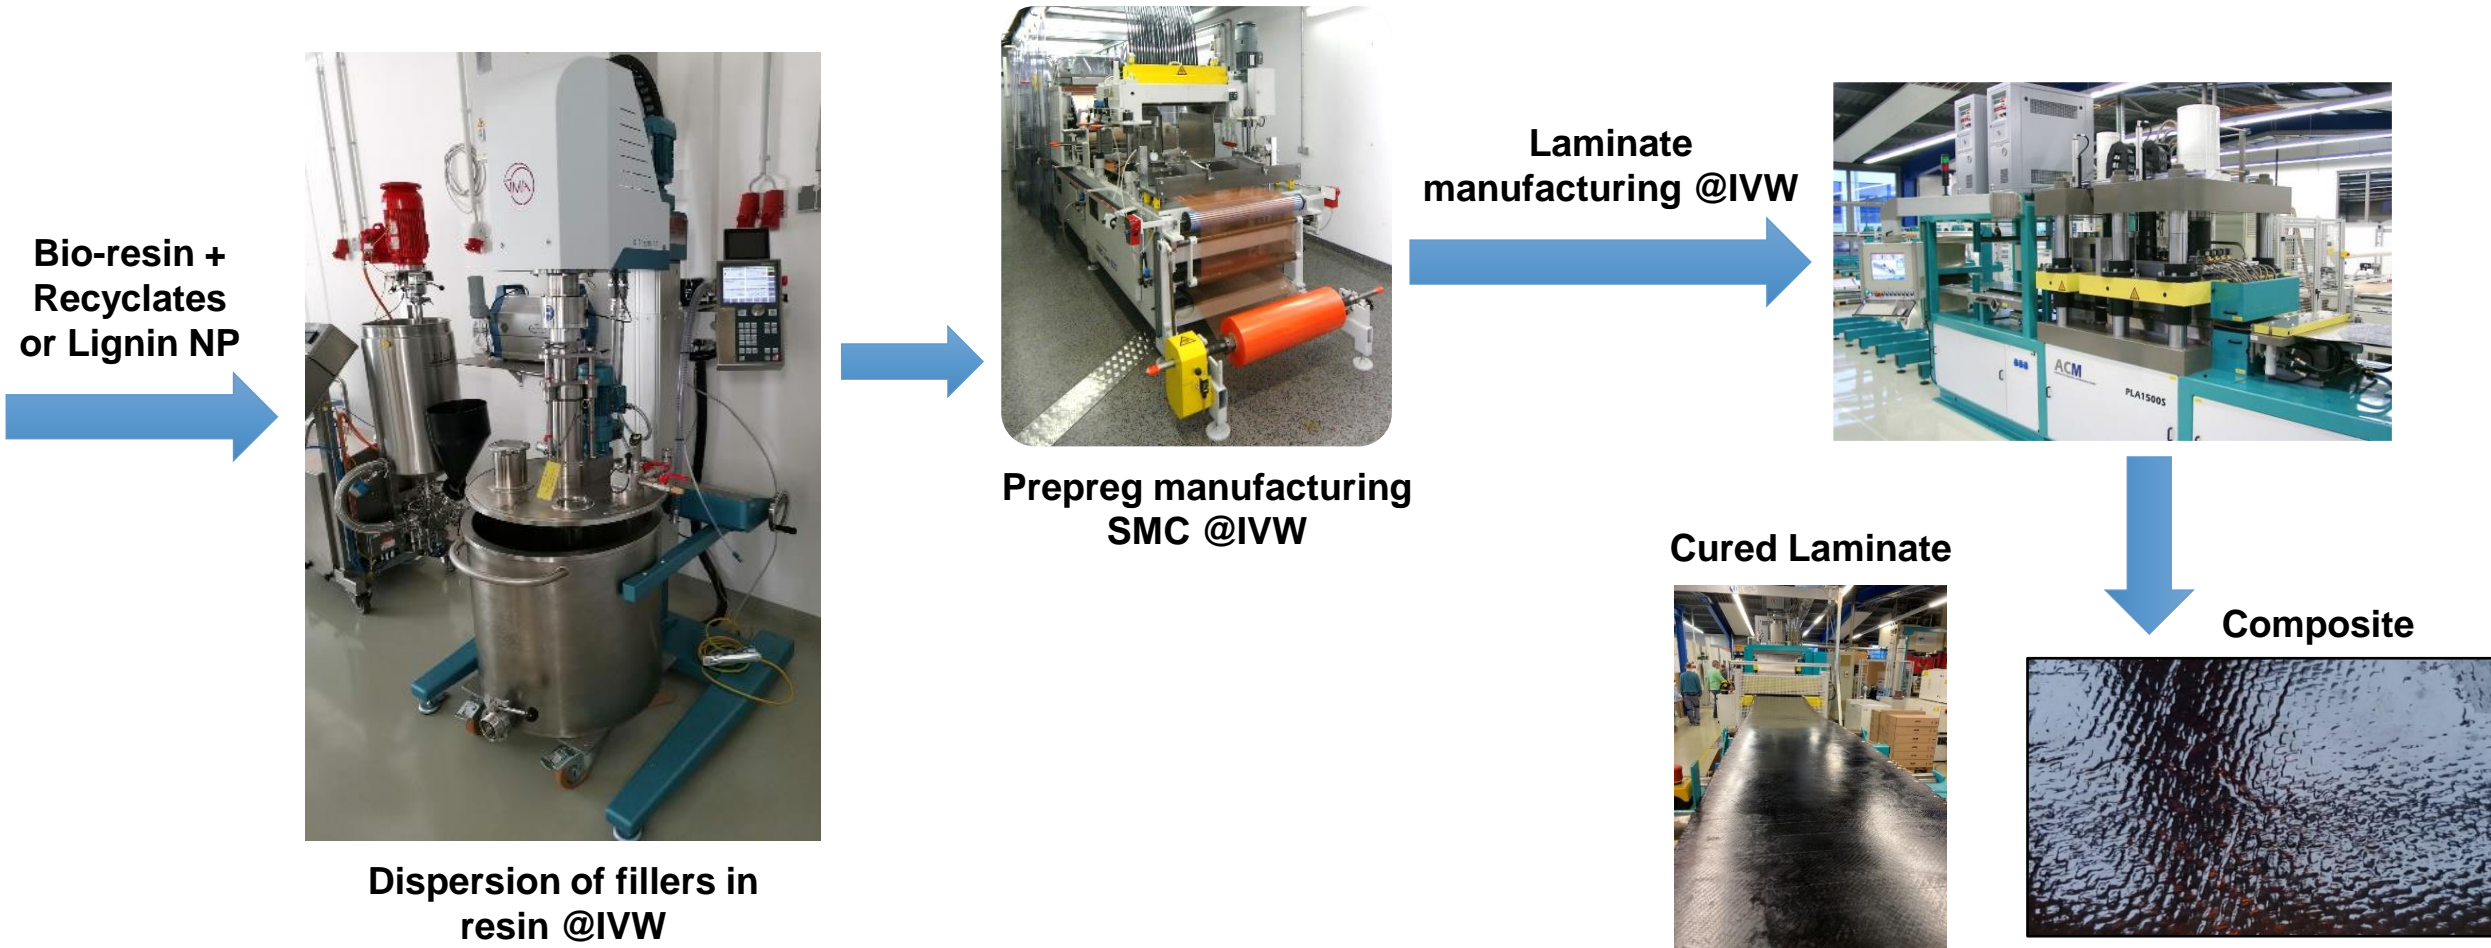 Bio-resin +
Recyclates
or Lignin NP
VMA
Dispersion of fillers in
resin @IVW
Prepreg manufacturing
SMC @IVW
Laminate
manufacturing @IVW
ACM
PLA1500S
Cured Laminate
Composite